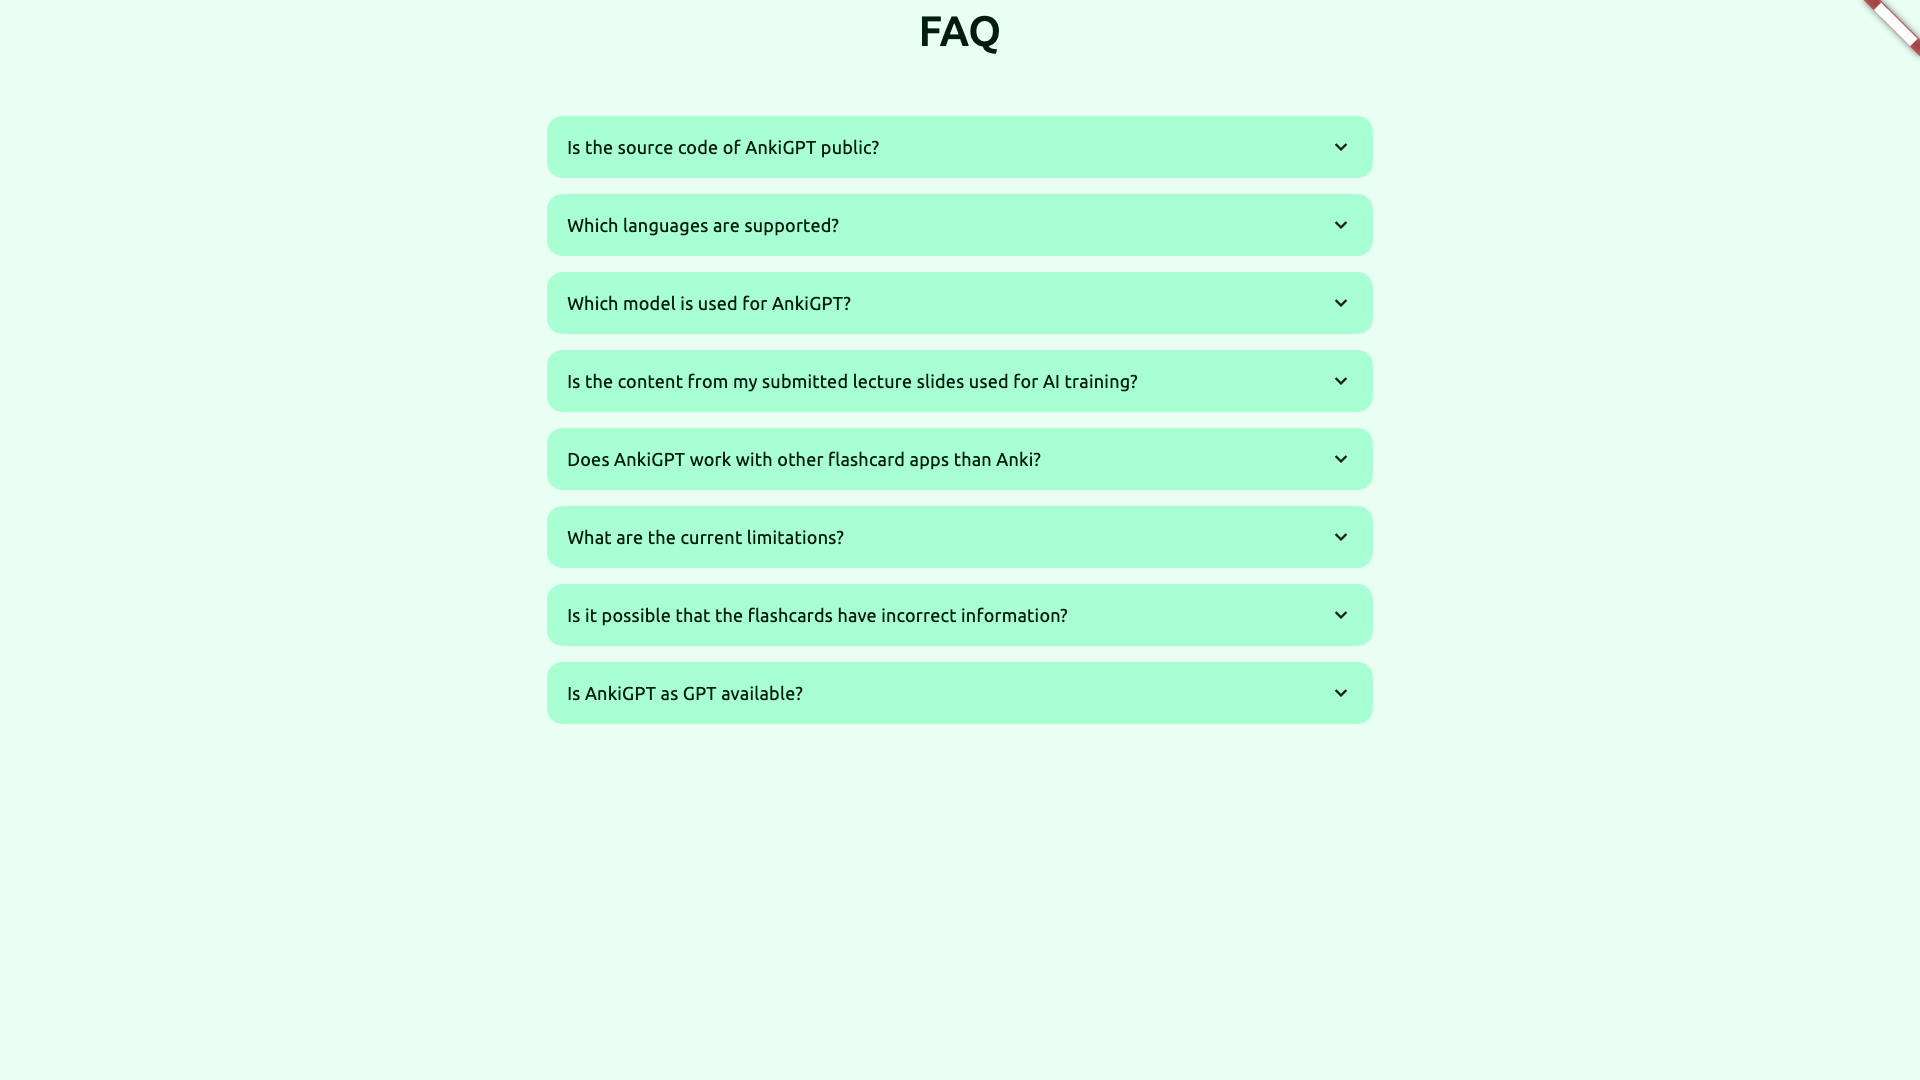 FAQ
Is the source code of AnkiGPT public?
Which languages are supported?
Which model is used for AnkiGPT?
Is the content from my submitted lecture slides used for AI training?
Does AnkiGPT work with other flashcard apps than Anki?
What are the current limitations?
Is it possible that the flashcards have incorrect information?
Is AnkiGPT as GPT available?